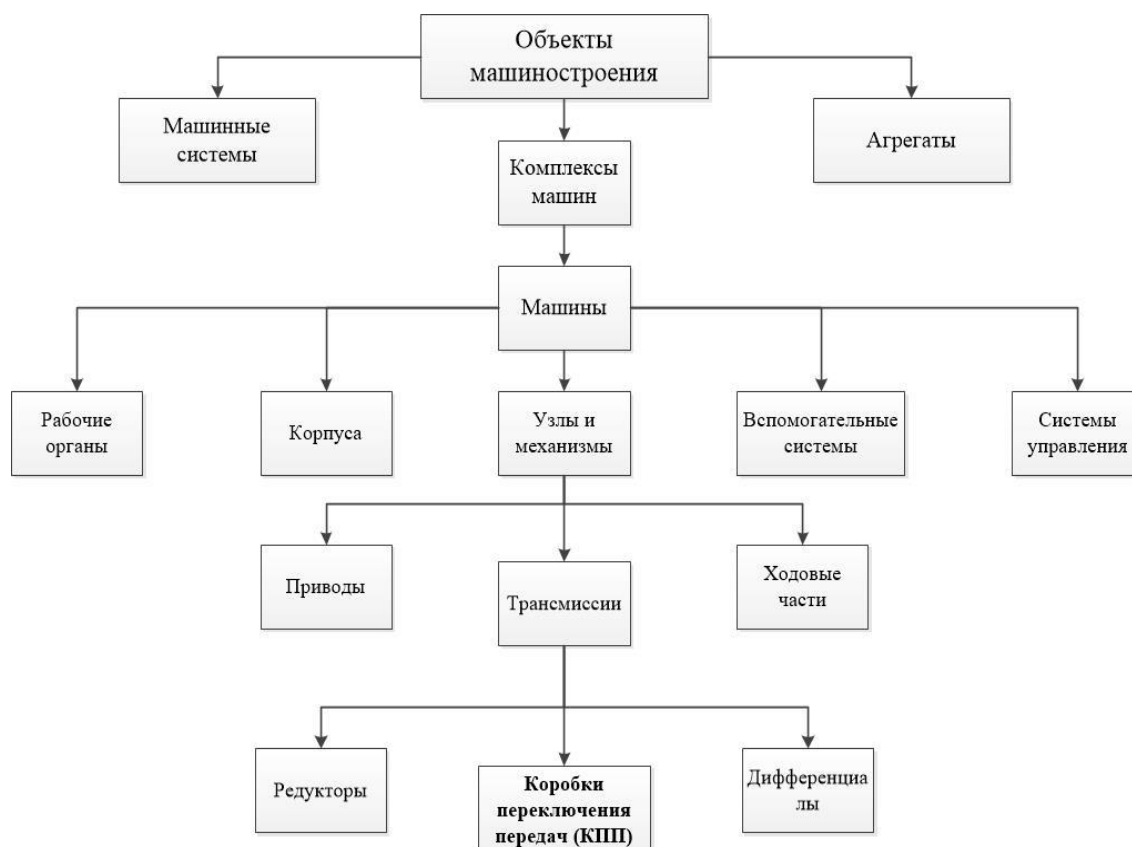 Объекты
машиностроения
Машинные
системы
Комплексы
машин
Агрегаты
Машины
Рабочие
органы
Корпуса
Узлы и
механизмы
Вспомогательные
системы
Системы
управления
Приводы
Трансмиссии
Ходовые
части
Редукторы
Коробки
переключения
передач (КПП)
Дифференциа
лы